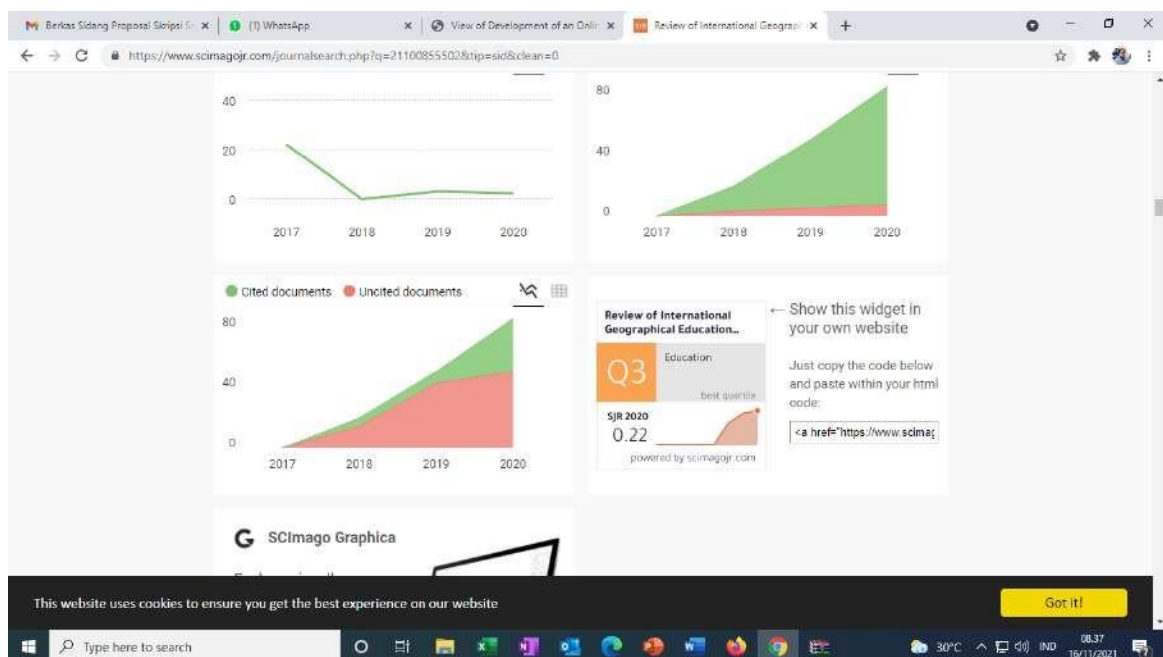 Berkas Sidang Proposal Skripsi
(1) WhatsApp
View of Development of an Onlin
Review of International Geograph
https://www.scimagojr.com/journalsearch.php?q=21100855502&tip=sid&clean=0
40
20
0
2017 2018 2019 2020
80
40
0
2017 2018 2019 2020
Cited documents Uncited documents
80
40
0
2017 2018 2019 2020
Review of International
Geographical Education...
Q3
Education
best quartile
SJR 2020
0.22
powered by scimagojr.com
← Show this widget in
your own website
Just copy the code below
and paste within your html
code:
<a href="https://www.scimag
G SCImago Graphica
This website uses cookies to ensure you get the best experience on our website
Got it!
Type here to search
30°C
IND
08.37
16/11/2021